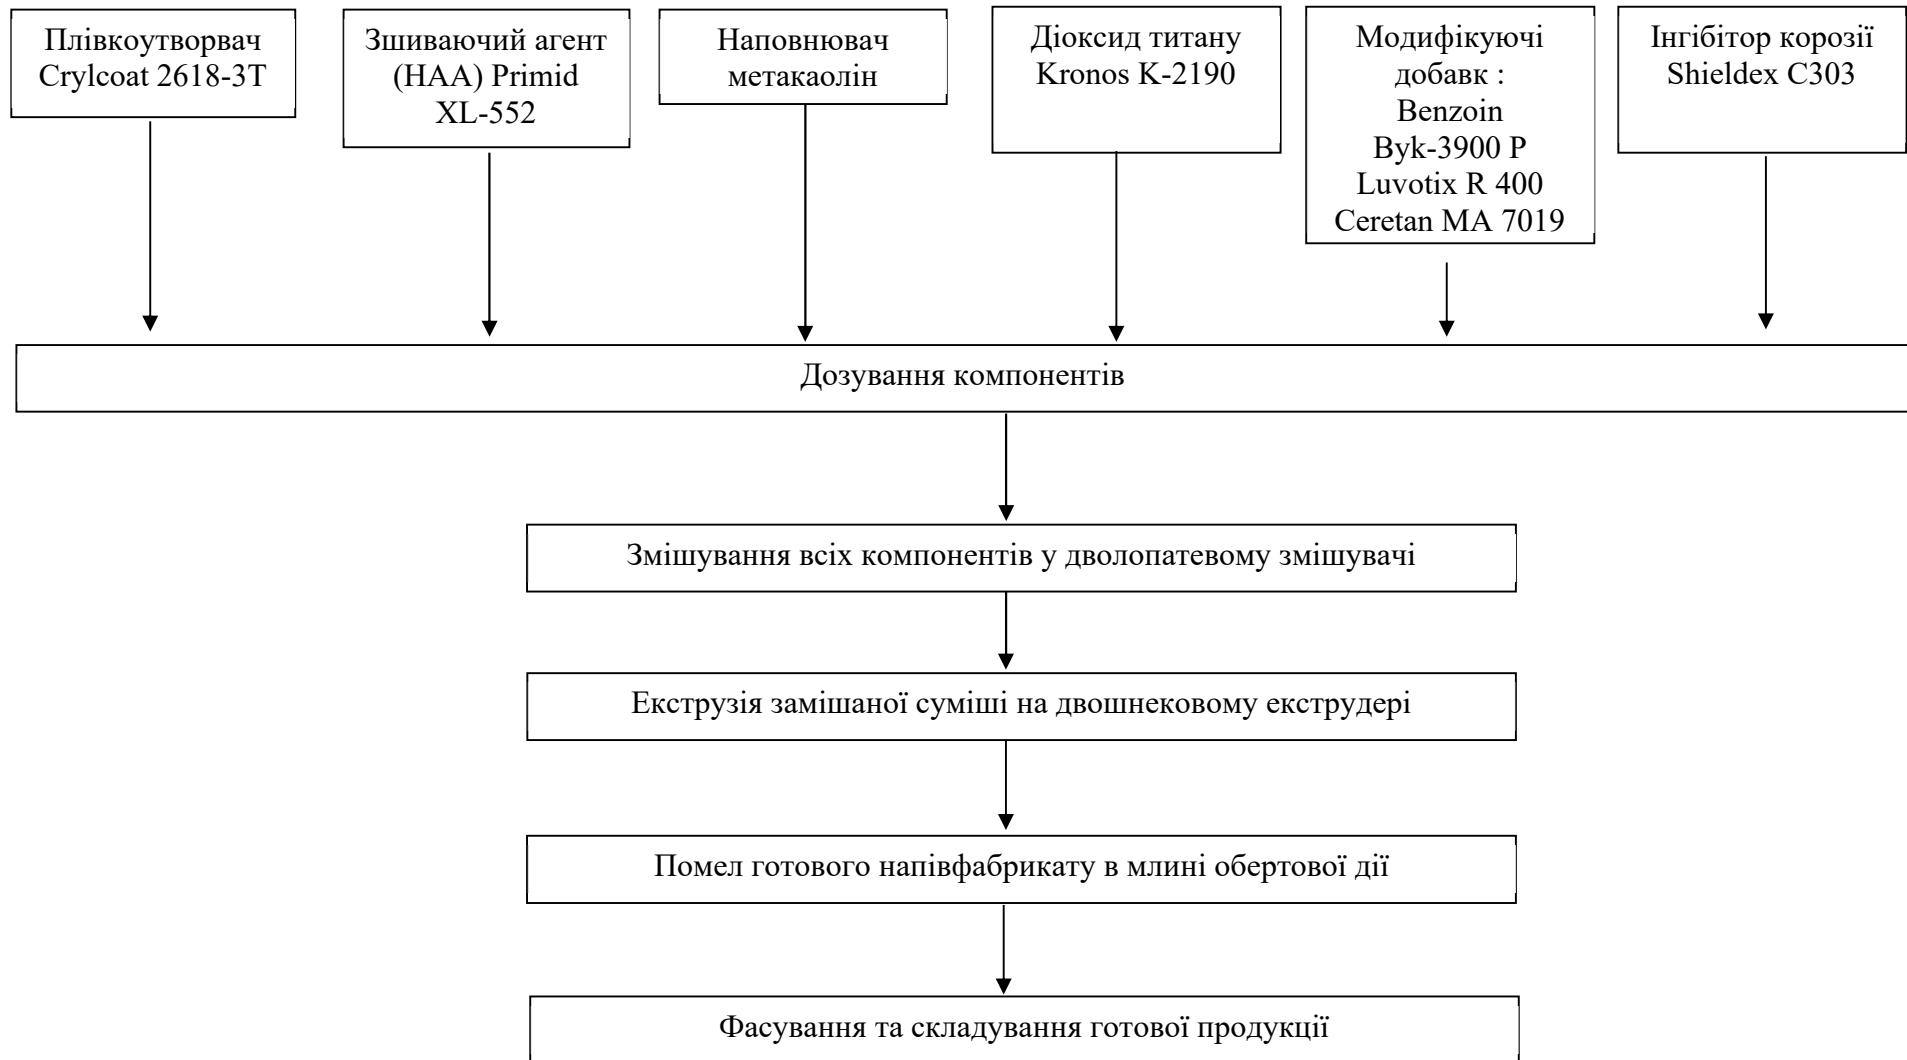 Плівкоутворвач
Crylcoat 2618-3T
Зшиваючий агент
(HAA) Primid
XL-552
Наповнювач
метакаолін
Діоксид титану
Kronos K-2190
Модифікуючі
добавк :
Benzoin
Byk-3900 P
Luvotix R 400
Ceretan MA 7019
Інгібітор корозії
Shieldex C303
Дозування компонентів
Змішування всіх компонентів у дволопатевому змішувачі
Екструзія замішаної суміші на двошнековому екструдері
Помел готового напівфабрикату в млині обертової дії
Фасування та складування готової продукції